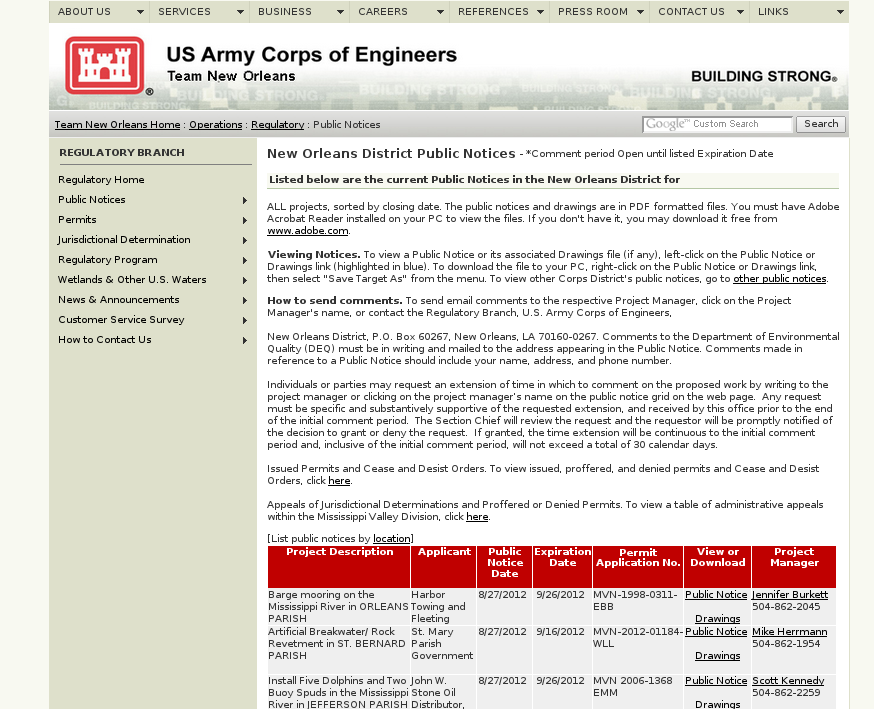 ABOUT US SERVICES BUSINESS CAREERS REFERENCES PRESS ROOM CONTACT US LINKS
US Army Corps of Engineers
Team New Orleans
BUILDING STRONG®
Team New Orleans Home : Operations : Regulatory : Public Notices
Google™ Custom Search Search
REGULATORY BRANCH
Regulatory Home
Public Notices
Permits
Jurisdictional Determination
Regulatory Program
Wetlands & Other U.S. Waters
News & Announcements
Customer Service Survey
How to Contact Us
New Orleans District Public Notices - *Comment period Open until listed Expiration Date
Listed below are the current Public Notices in the New Orleans District for
ALL projects, sorted by closing date. The public notices and drawings are in PDF formatted files. You must have Adobe
Acrobat Reader installed on your PC to view the files. If you don't have it, you may download it free from
www.adobe.com.
Viewing Notices. To view a Public Notice or its associated Drawings file (if any), left-click on the Public Notice or
Drawings link (highlighted in blue). To download the file to your PC, right-click on the Public Notice or Drawings link,
then select "Save Target As" from the menu. To view other Corps District's public notices, go to other public notices.
How to send comments. To send email comments to the respective Project Manager, click on the Project
Manager's name, or contact the Regulatory Branch, U.S. Army Corps of Engineers,
New Orleans District, P.O. Box 60267, New Orleans, LA 70160-0267. Comments to the Department of Environmental
Quality (DEQ) must be in writing and mailed to the address appearing in the Public Notice. Comments made in
reference to a Public Notice should include your name, address, and phone number.
Individuals or parties may request an extension of time in which to comment on the proposed work by writing to the
project manager or clicking on the project manager's name on the public notice grid on the web page. Any request
must be specific and substantively supportive of the requested extension, and received by this office prior to the end
of the initial comment period. The Section Chief will review the request and the requestor will be promptly notified of
the decision to grant or deny the request. If granted, the time extension will be continuous to the initial comment
period and, inclusive of the initial comment period, will not exceed a total of 30 calendar days.
Issued Permits and Cease and Desist Orders. To view issued, proffered, and denied permits and Cease and Desist
Orders, click here.
Appeals of Jurisdictional Determinations and Proffered or Denied Permits. To view a table of administrative appeals
within the Mississippi Valley Division, click here.
[List public notices by location]
Project Description Applicant Public Expiration Permit View or Project
Notice Date Application No. Download Manager
Date
Barge mooring on the Harbor 8/27/2012 9/26/2012 MVN-1998-0311- Public Notice Jennifer Burkett
Mississippi River in ORLEANS Towing and EBB 504-862-2045
PARISH Fleeting Drawings
Artificial Breakwater/ Rock St. Mary 8/27/2012 9/16/2012 MVN-2012-01184- Public Notice Mike Herrmann
Revetment in ST. BERNARD Parish WLL 504-862-1954
PARISH Government Drawings
Install Five Dolphins and Two John W. 8/27/2012 9/26/2012 MVN 2006-1368 Public Notice Scott Kennedy
Buoy Spuds in the Mississippi Stone Oil EMM 504-862-2259
River in JEFFERSON PARISH Distributor, Drawings